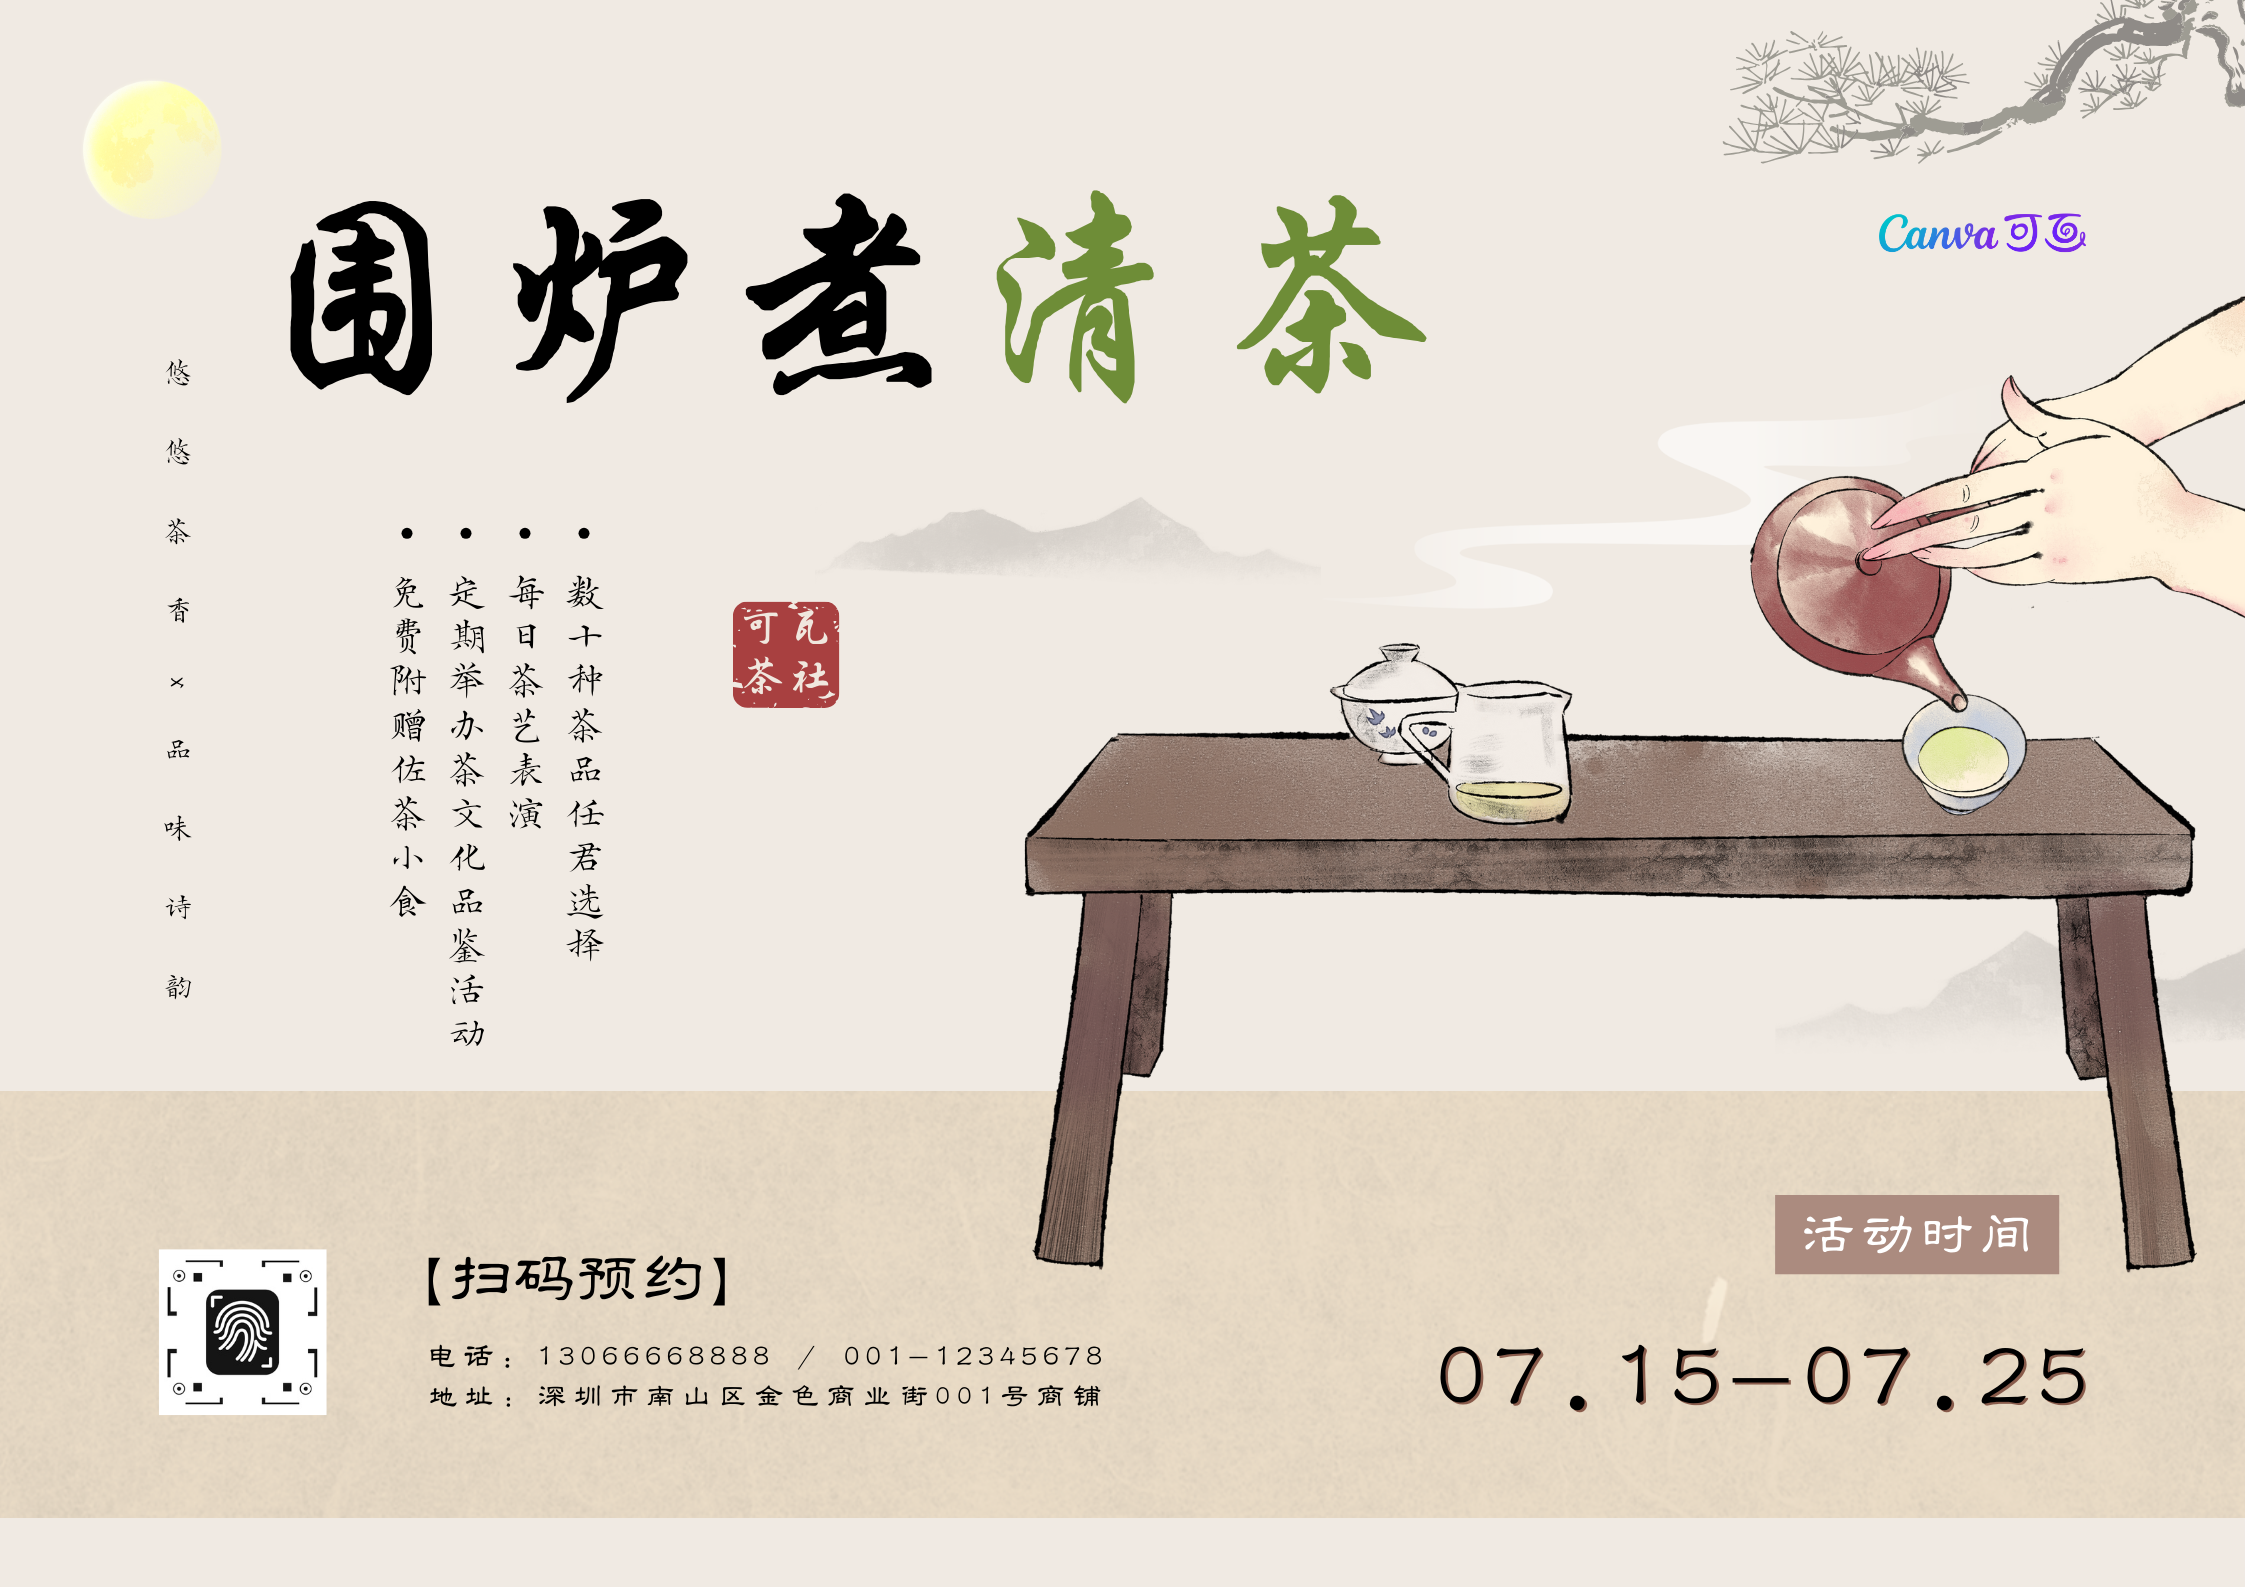 围炉煮清茶
Canva可画
悠悠茶香×品味诗韵
• 数十种茶品任君选择
• 每日茶艺表演
• 定期举办茶文化品鉴活动
• 免费附赠佐茶小食
可瓦
茶社
【扫码预约】
电话：13066668888 / 001-12345678
地址：深圳市南山区金色商业街001号商铺
活动时间
07.15-07.25